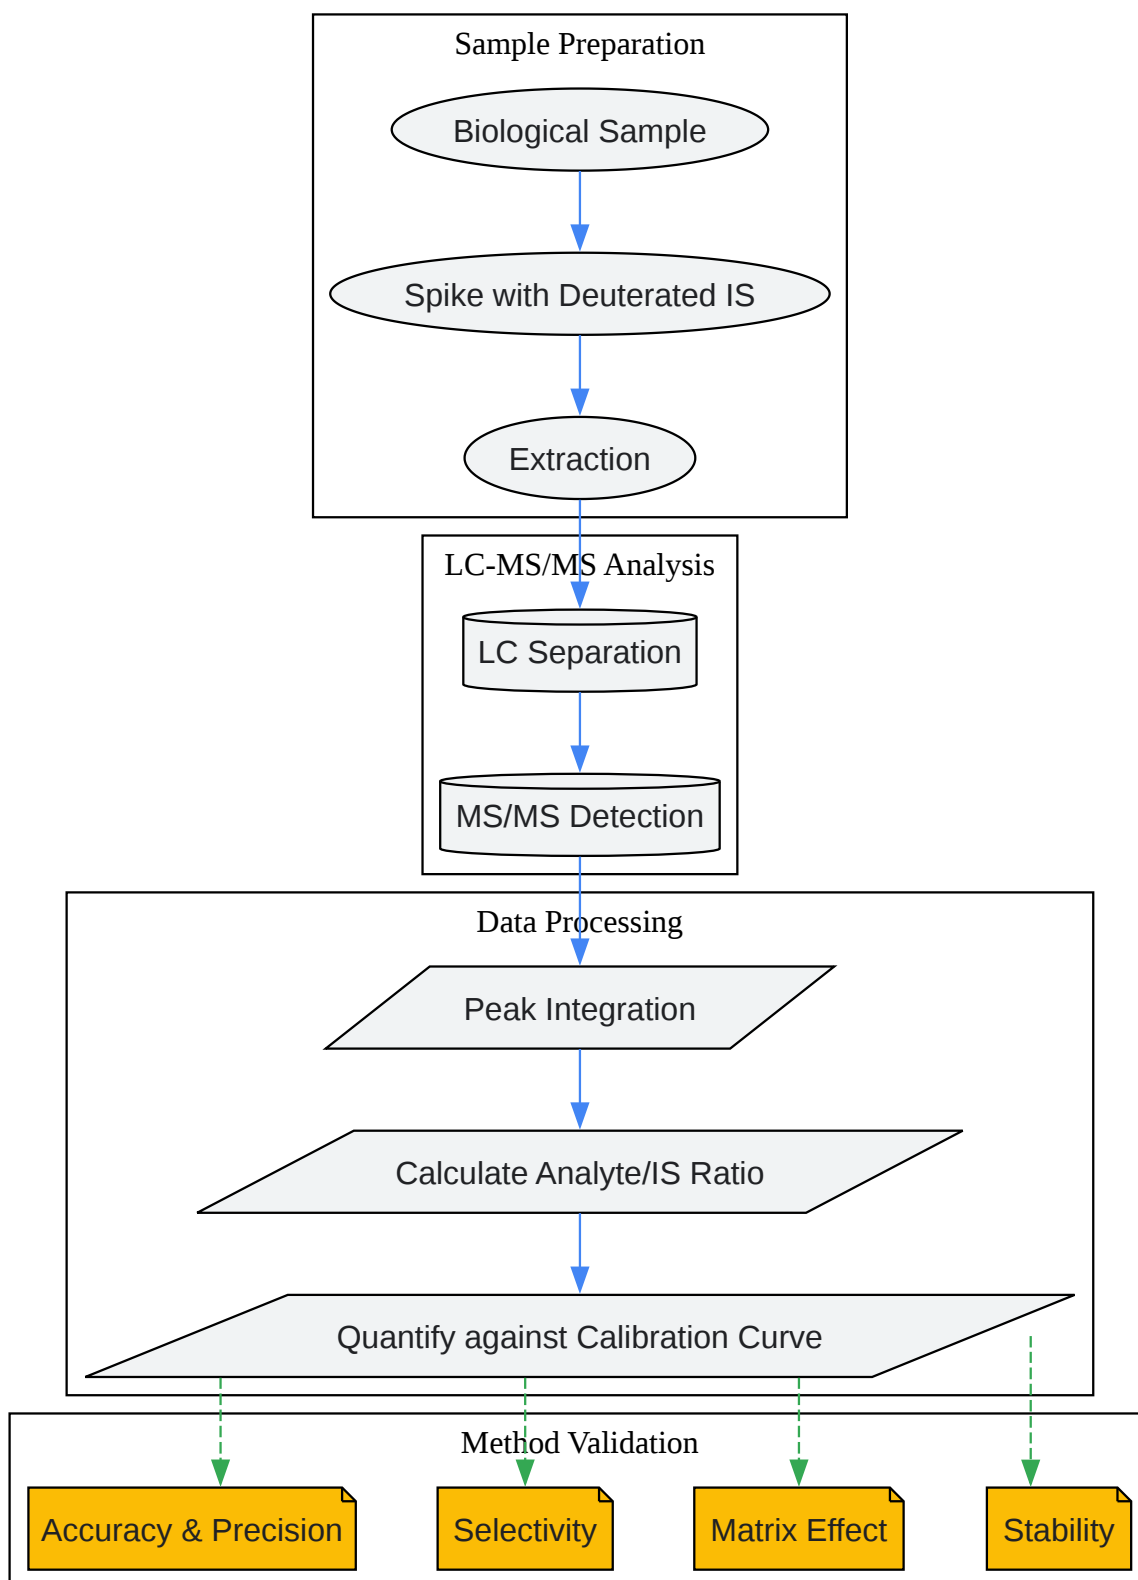 Sample Preparation
Biological Sample
Spike with Deuterated IS
Extraction
LC-MS/MS Analysis
LC Separation
MS/MS Detection
Data Processing
Peak Integration
Calculate Analyte/IS Ratio
Quantify against Calibration Curve
Method Validation
Accuracy & Precision
Selectivity
Matrix Effect
Stability